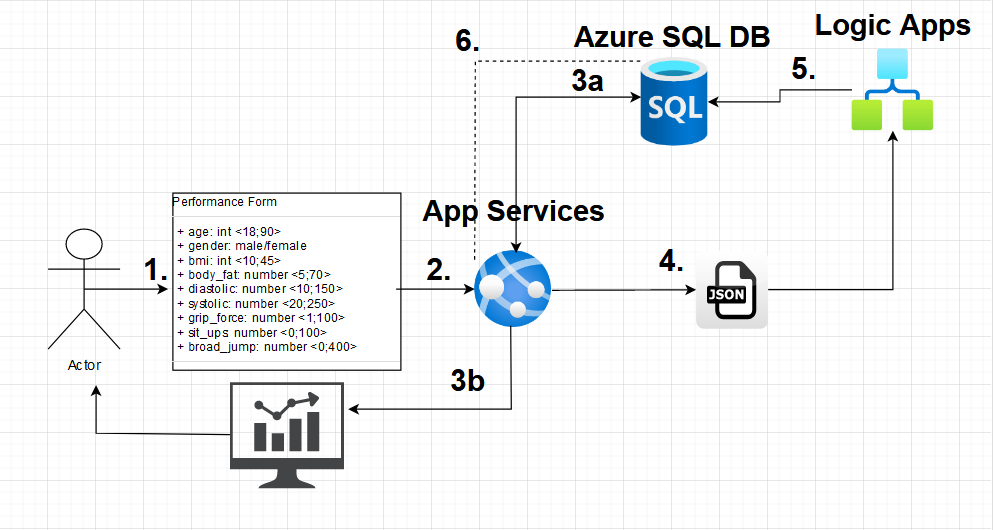 Logic Apps
6.
Azure SQL DB
3a
5.
SQL
Performance Form
App Services
+ age: int <18;90>
+ gender: male/female
+ bmi: int <10;45>
+ body_fat: number <5;70>
+ diastolic: number <10;150>
+ systolic: number <20;250>
+ grip_force: number <1;100>
+ sit_ups: number <0;100>
+ broad_jump: number <0;400>
1.
2.
4.
JSON
Actor
3b